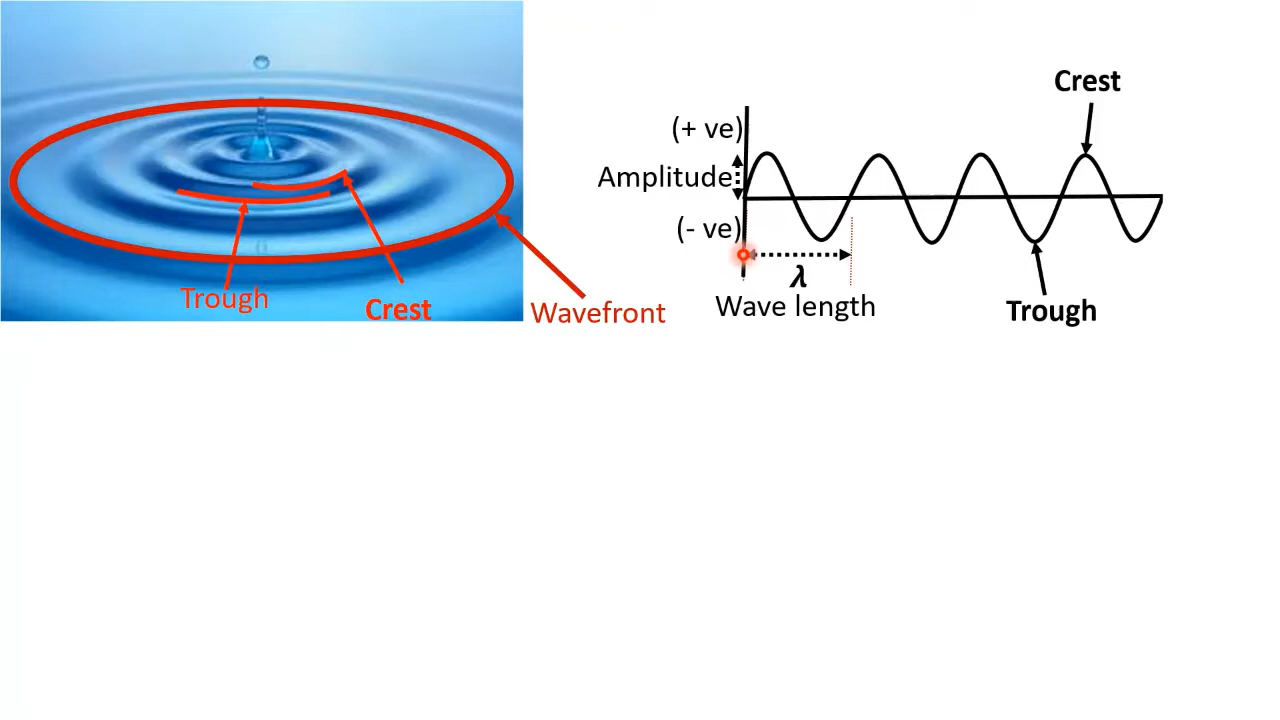 Trough
Crest
Wavefront
Crest
(+ ve)
Amplitude
(- ve)
λ
Wave length
Trough